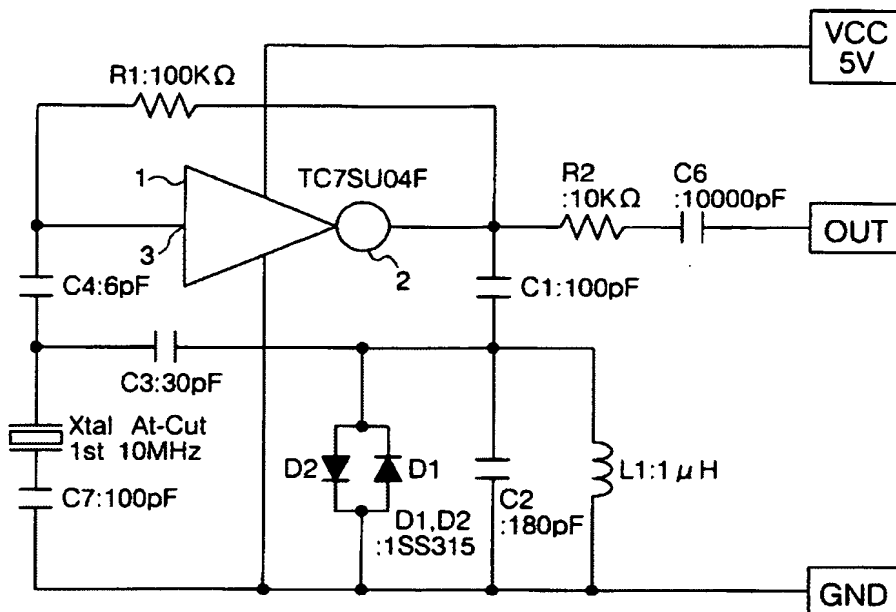 VCC
5V
R1:100KΩ
1
TC7SU04F
R2
:10KΩ
C6
:10000pF
OUT
3
2
C4:6pF
C1:100pF
C3:30pF
Xtal At-Cut
1st 10MHz
D2
D1
L1:1μH
C7:100pF
C2
:180pF
D1,D2
:1SS315
GND